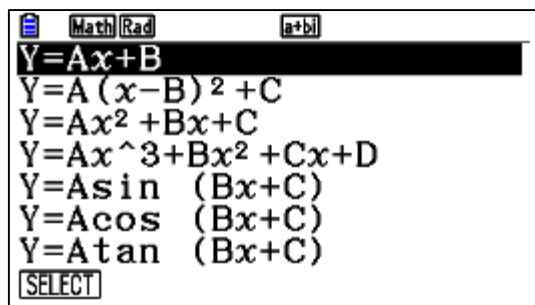 Math Rad a+bi
Y=Ax+B
Y=A(x−B)²+C
Y=Ax²+Bx+C
Y=Ax^3+Bx²+Cx+D
Y=Asin (Bx+C)
Y=Acos (Bx+C)
Y=Atan (Bx+C)
SELECT